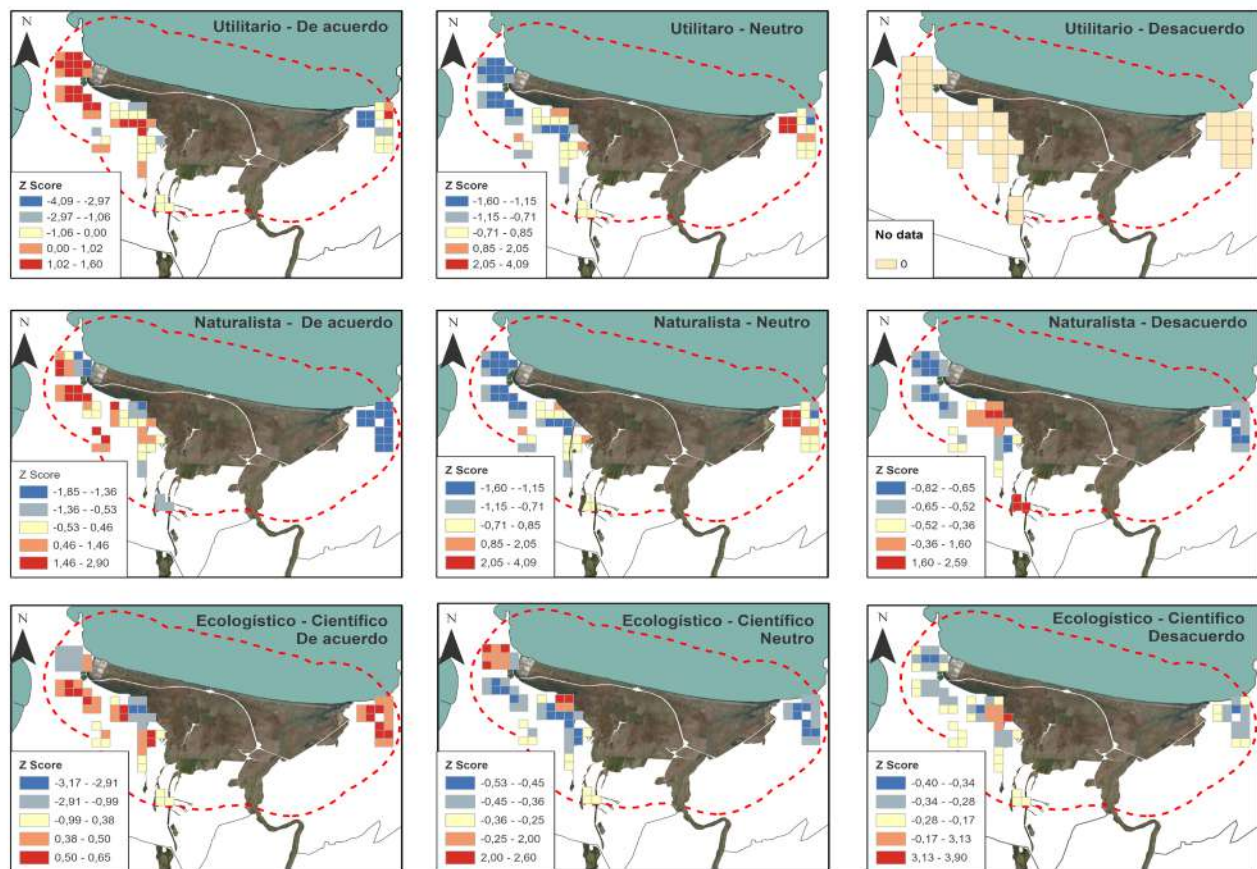 Utilitario - De acuerdo
N
Z Score
-4,09 - -2,97
-2,97 - -1,06
-1,06 - 0,00
0,00 - 1,02
1,02 - 1,60
Utilitaro - Neutro
N
Z Score
-1,60 - -1,15
-1,15 - -0,71
-0,71 - 0,85
0,85 - 2,05
2,05 - 4,09
Utilitario - Desacuerdo
N
No data
0
Naturalista - De acuerdo
N
Z Score
-1,85 - -1,36
-1,36 - -0,53
-0,53 - 0,46
0,46 - 1,46
1,46 - 2,90
Naturalista - Neutro
N
Z Score
-1,60 - -1,15
-1,15 - -0,71
-0,71 - 0,85
0,85 - 2,05
2,05 - 4,09
Naturalista - Desacuerdo
N
Z Score
-0,82 - -0,65
-0,65 - -0,52
-0,52 - -0,36
-0,36 - 1,60
1,60 - 2,59
Ecologístico - Científico
De acuerdo
N
Z Score
-3,17 - -2,91
-2,91 - -0,99
-0,99 - 0,38
0,38 - 0,50
0,50 - 0,65
Ecologístico - Científico
Neutro
N
Z Score
-0,53 - -0,45
-0,45 - -0,36
-0,36 - -0,25
-0,25 - 2,00
2,00 - 2,60
Ecologístico - Científico
Desacuerdo
N
Z Score
-0,40 - -0,34
-0,34 - -0,28
-0,28 - -0,17
-0,17 - 3,13
3,13 - 3,90